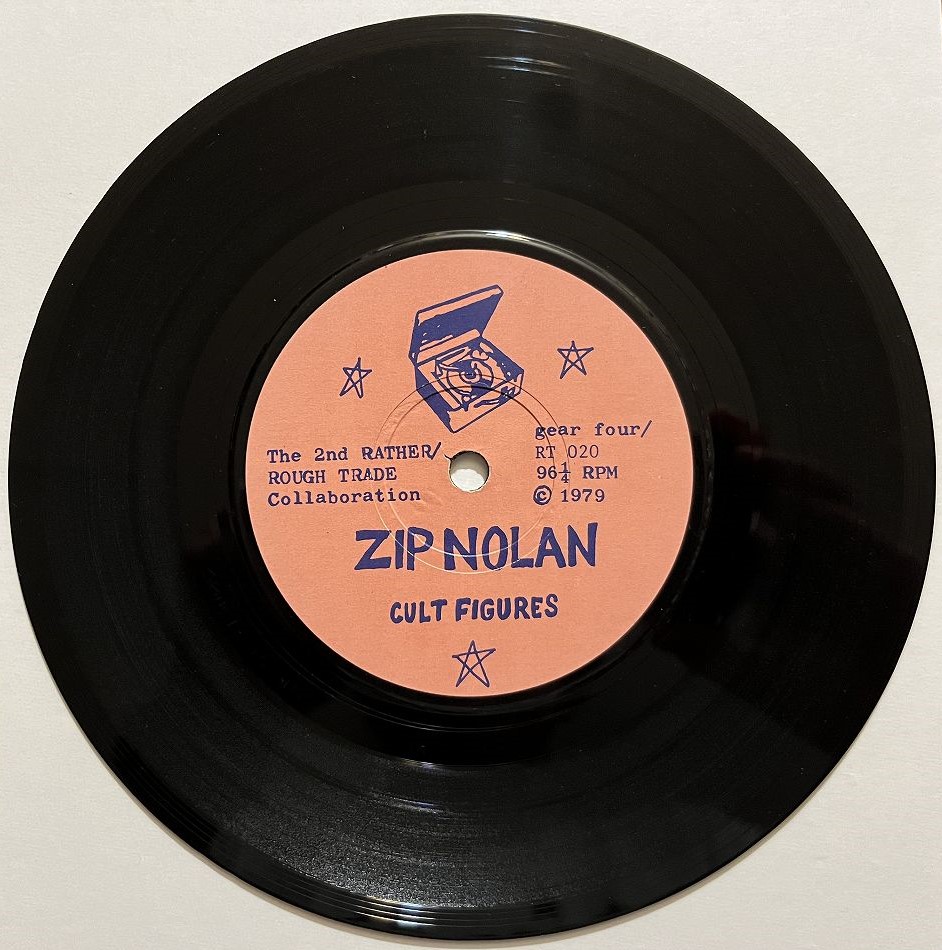 The 2nd RATHER/
ROUGH TRADE
Collaboration
gear four/
RT 020
96¼ RPM
© 1979
ZIP NOLAN
CULT FIGURES